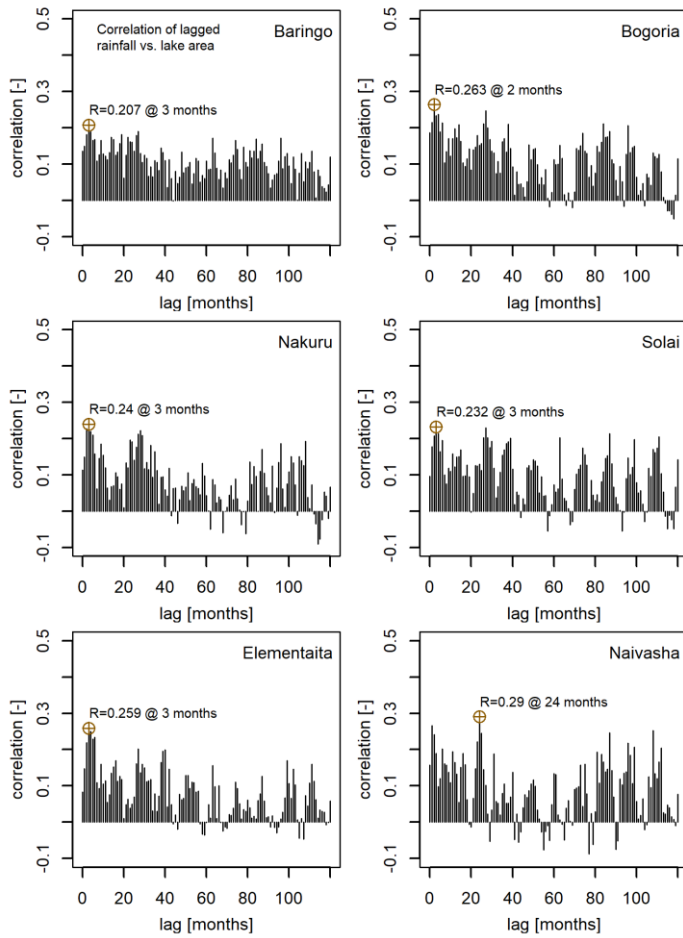 Correlation of lagged
rainfall vs. lake area
Baringo
R=0.207 @ 3 months
correlation [-]
0.5
0.3
0.1
-0.1
0 20 40 60 80 100
lag [months]
Bogoria
R=0.263 @ 2 months
correlation [-]
0.5
0.3
0.1
-0.1
0 20 40 60 80 100
lag [months]
Nakuru
R=0.24 @ 3 months
correlation [-]
0.5
0.3
0.1
-0.1
0 20 40 60 80 100
lag [months]
Solai
R=0.232 @ 3 months
correlation [-]
0.5
0.3
0.1
-0.1
0 20 40 60 80 100
lag [months]
Elementaita
R=0.259 @ 3 months
correlation [-]
0.5
0.3
0.1
-0.1
0 20 40 60 80 100
lag [months]
Naivasha
R=0.29 @ 24 months
correlation [-]
0.5
0.3
0.1
-0.1
0 20 40 60 80 100
lag [months]